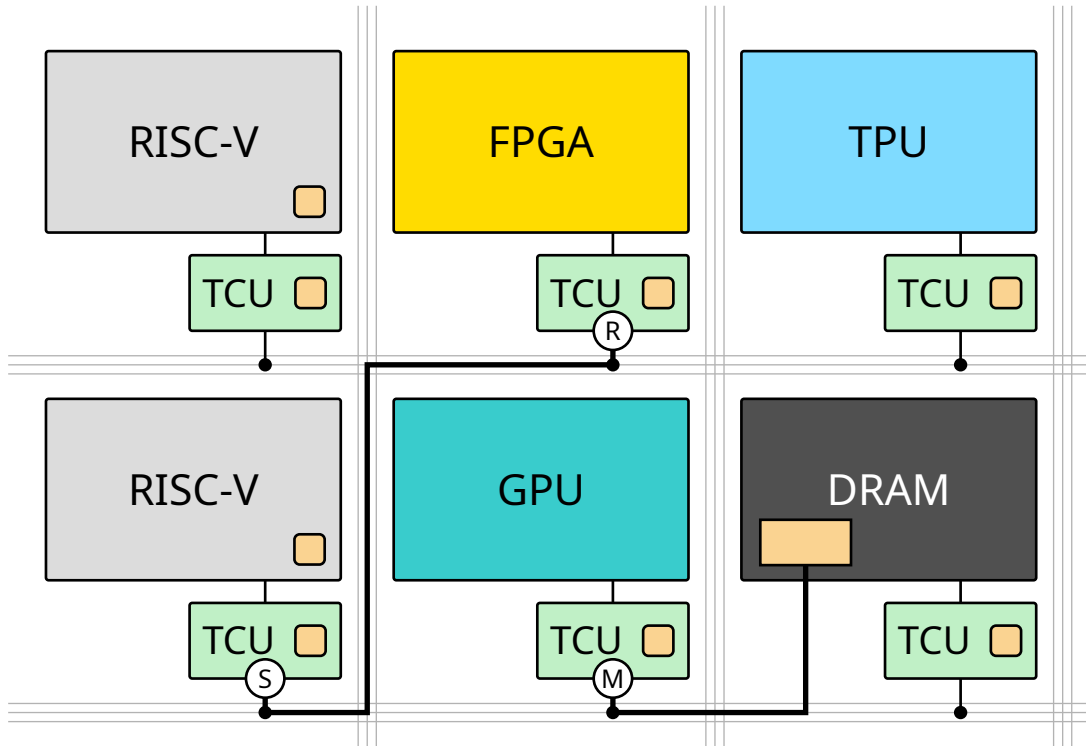 RISC-V
FPGA
TPU
TCU
TCU
TCU
R
RISC-V
GPU
DRAM
TCU
TCU
TCU
S
M